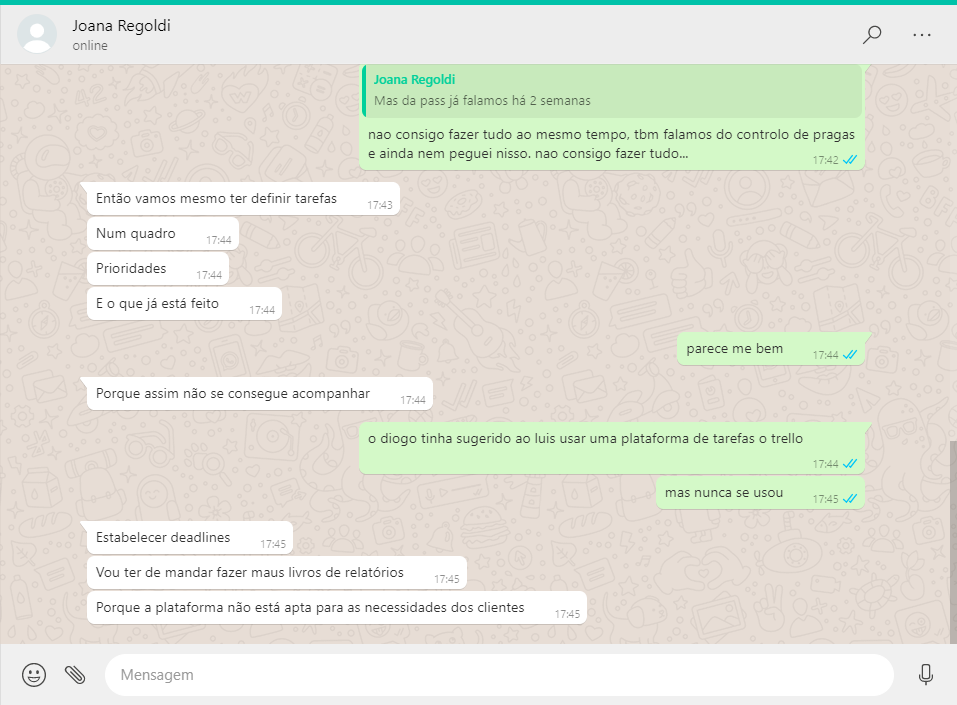 Joana Regoldi
online
Joana Regoldi
Mas da pass já falamos há 2 semanas
nao consigo fazer tudo ao mesmo tempo, tbm falamos do controlo de pragas
e ainda nem peguei nisso. nao consigo fazer tudo...
17:42
Então vamos mesmo ter definir tarefas
17:43
Num quadro
17:44
Prioridades
17:44
E o que já está feito
17:44
parece me bem
17:44
Porque assim não se consegue acompanhar
17:44
o diogo tinha sugerido ao luis usar uma plataforma de tarefas o trello
17:44
mas nunca se usou
17:45
Estabelecer deadlines
17:45
Vou ter de mandar fazer maus livros de relatórios
17:45
Porque a plataforma não está apta para as necessidades dos clientes
17:45
Mensagem